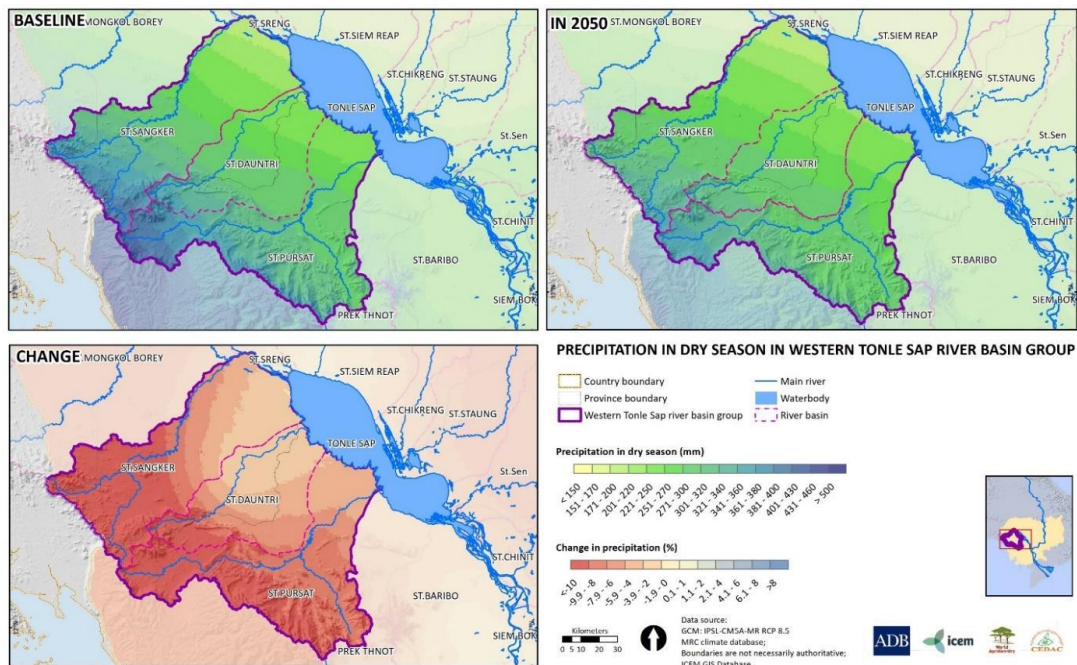 BASELINE
ST.MONGKOL BOREY
ST.SRENG
ST.SIEM REAP
ST.CHIKRENG
ST.STAUNG
TONLE SAP
ST.SANGKER
St.Sen
ST.DAUNTRI
ST.CHINIT
ST.PURSAT
ST.BARIBO
SIEM BOK
PREK THNOT
IN 2050
ST.MONGKOL BOREY
ST.SRENG
ST.SIEM REAP
ST.CHIKRENG
ST.STAUNG
TONLE SAP
ST.SANGKER
St.Sen
ST.DAUNTRI
ST.CHINIT
ST.PURSAT
ST.BARIBO
SIEM BOK
PREK THNOT
CHANGE
MONGKOL BOREY
ST.SRENG
ST.SIEM REAP
ST.CHIKRENG
ST.STAUNG
TONLE SAP
ST.SANGKER
St.Sen
ST.DAUNTRI
ST.CHINIT
ST.PURSAT
ST.BARIBO
SIEM BOK
PREK THNOT
PRECIPITATION IN DRY SEASON IN WESTERN TONLE SAP RIVER BASIN GROUP
Country boundary
Main river
Province boundary
Waterbody
Western Tonle Sap river basin group
River basin
Precipitation in dry season (mm)
< 150
151 - 170
171 - 200
201 - 220
221 - 250
251 - 270
271 - 300
301 - 320
321 - 340
341 - 360
361 - 380
381 - 400
401 - 430
431 - 460
> 500
Change in precipitation (%)
<-10
-9.9 - -8
-7.9 - -6
-5.9 - -4
-3.9 - -2
-1.9 - 0
0.1 - 1
1.1 - 2
2.1 - 4
4.1 - 6
6.1 - 8
>8
Kilometers
0 5 10 20 30
Data source:
GCM: IPSL-CM5A-MR RCP 8.5
MRC climate database;
Boundaries are not necessarily authoritative;
ICEM GIS Database
ADB
icem
World
Agroforestry
CEDAC